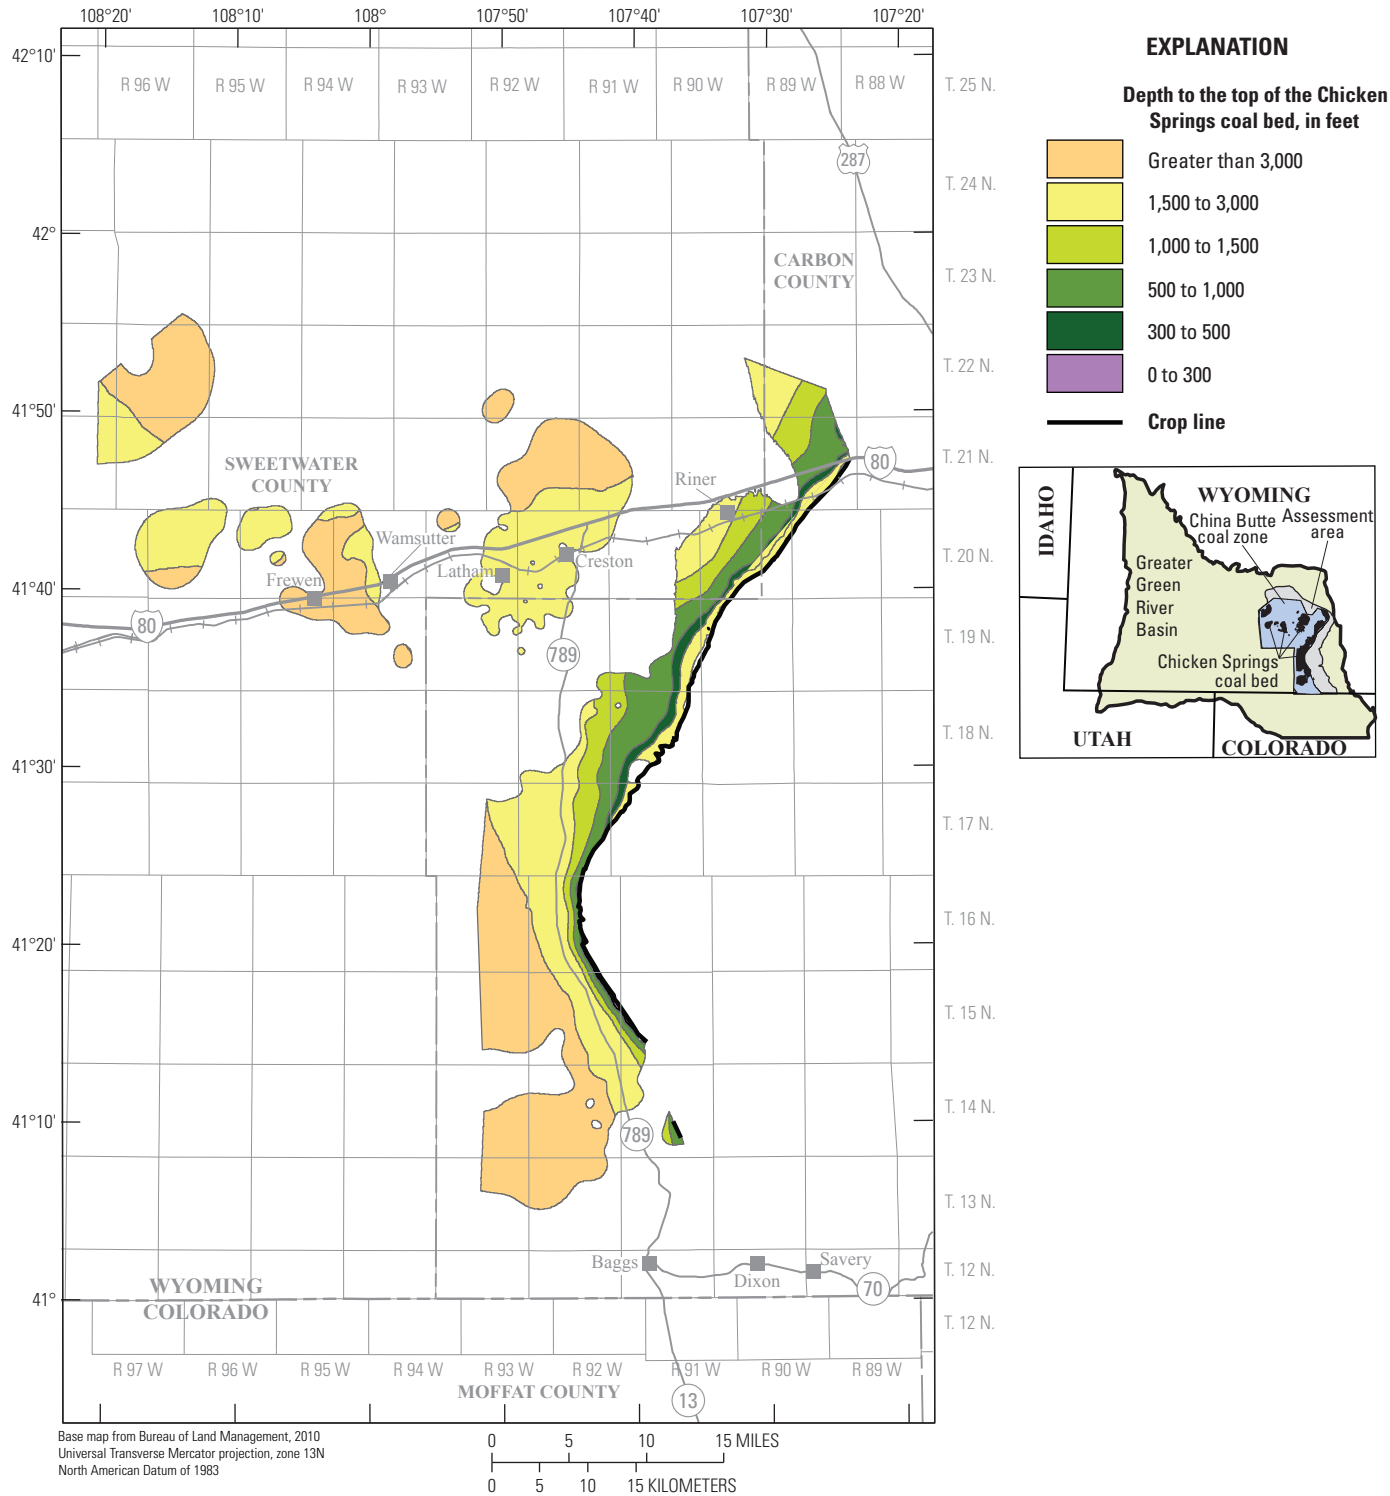 108°20'
108°10'
108°
107°50'
107°40'
107°30'
107°20'
42°10'
42°
41°50'
41°40'
41°30'
41°20'
41°10'
41°
R 96 W
R 95 W
R 94 W
R 93 W
R 92 W
R 91 W
R 90 W
R 89 W
R 88 W
T. 25 N.
T. 24 N.
T. 23 N.
T. 22 N.
T. 21 N.
T. 20 N.
T. 19 N.
T. 18 N.
T. 17 N.
T. 16 N.
T. 15 N.
T. 14 N.
T. 13 N.
T. 12 N.
T. 12 N.
287
CARBON
COUNTY
SWEETWATER
COUNTY
Riner
80
Wamsutter
Frewen
Latham
Creston
80
789
789
Baggs
Dixon
Savery
70
WYOMING
COLORADO
R 97 W
R 96 W
R 95 W
R 94 W
R 93 W
R 92 W
R 91 W
R 90 W
R 89 W
MOFFAT COUNTY
13
EXPLANATION
Depth to the top of the Chicken
Springs coal bed, in feet
Greater than 3,000
1,500 to 3,000
1,000 to 1,500
500 to 1,000
300 to 500
0 to 300
Crop line
IDAHO
WYOMING
China Butte
coal zone
Assessment
area
Greater
Green
River
Basin
Chicken Springs
coal bed
UTAH
COLORADO
Base map from Bureau of Land Management, 2010
Universal Transverse Mercator projection, zone 13N
North American Datum of 1983
0 5 10 15 MILES
0 5 10 15 KILOMETERS